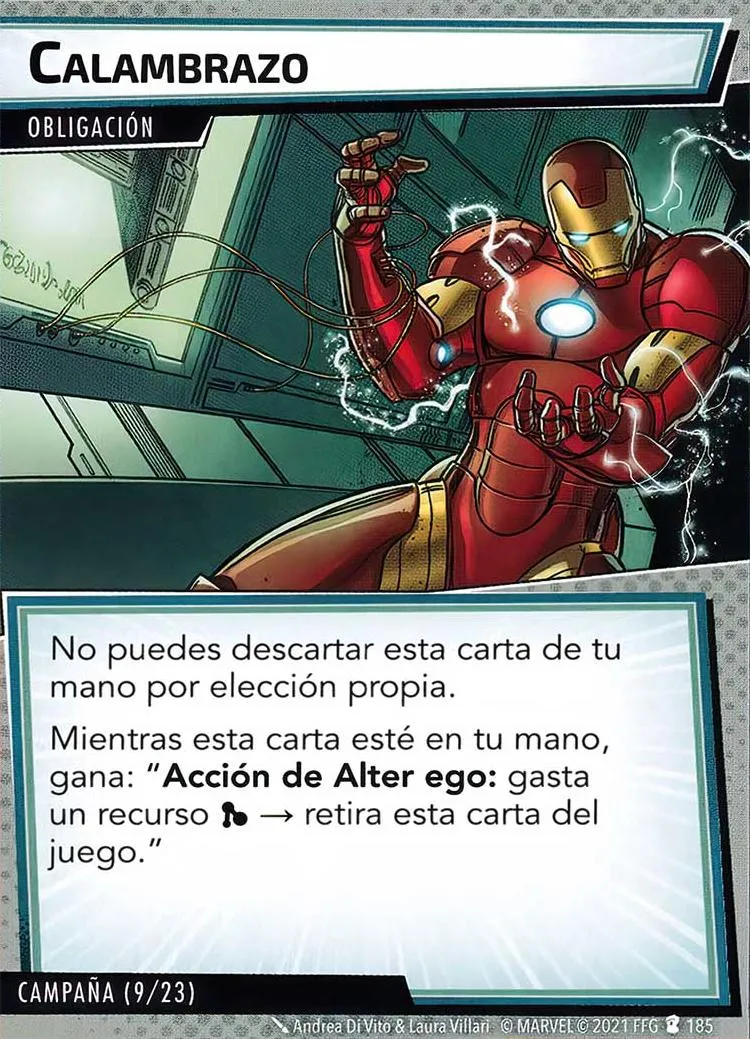 CALAMBRAZO
OBLIGACIÓN
No puedes descartar esta carta de tu
mano por elección propia.
Mientras esta carta esté en tu mano,
gana: “Acción de Alter ego: gasta
un recurso → retira esta carta del
juego.”
CAMPAÑA (9/23)
Andrea Di Vito & Laura Villari. © MARVEL © 2021 FFG 185